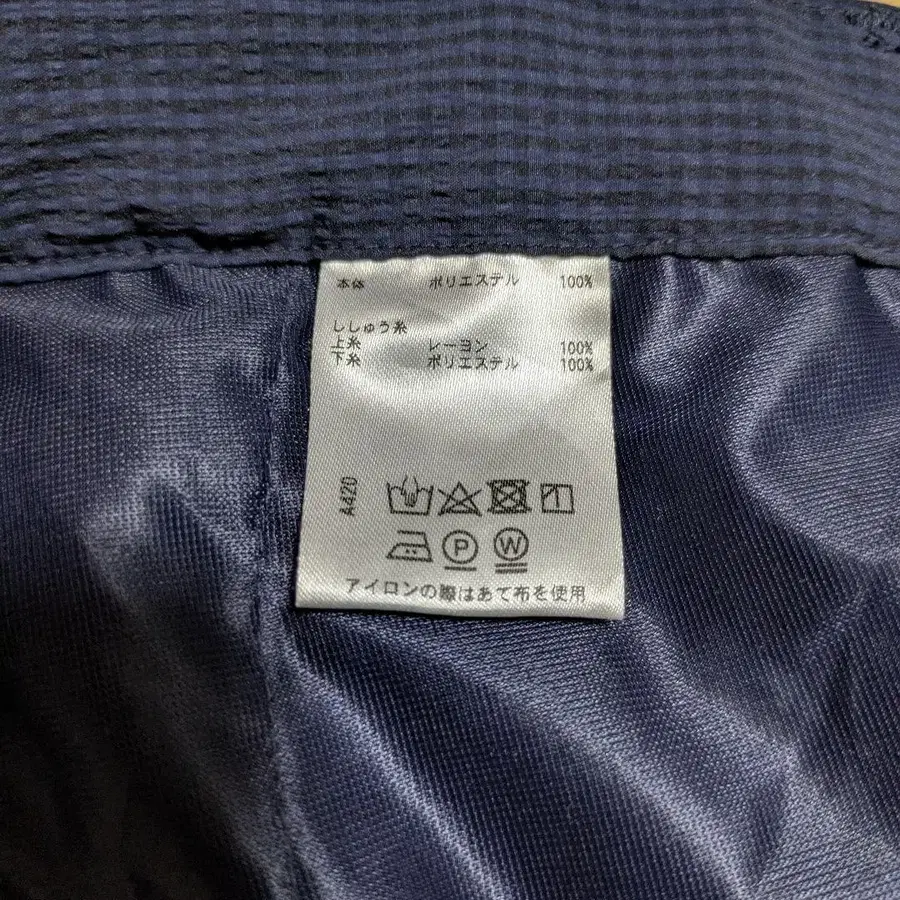 本体 ポリエステル 100%
ししゅう糸
上糸 レーヨン 100%
下糸 ポリエステル 100%
A420
P W
アイロンの際はあて布を使用